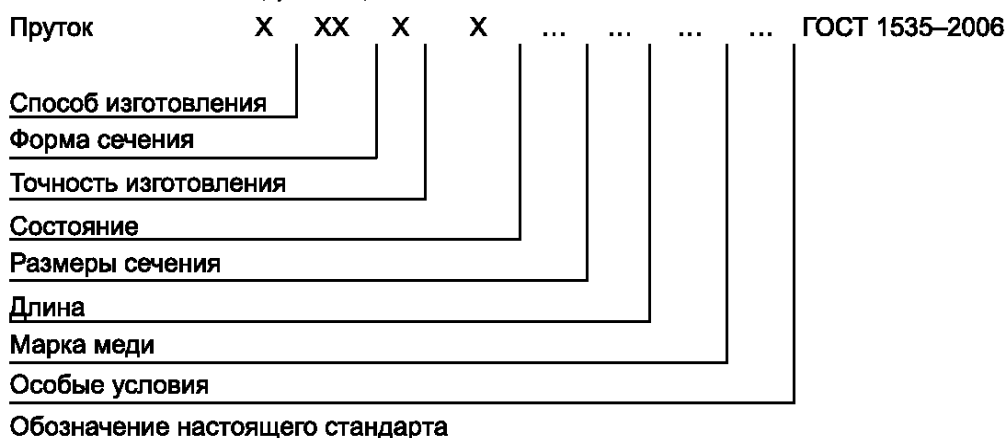 Пруток X XX X X ... ... ... ... ГОСТ 1535–2006
Способ изготовления
Форма сечения
Точность изготовления
Состояние
Размеры сечения
Длина
Марка меди
Особые условия
Обозначение настоящего стандарта